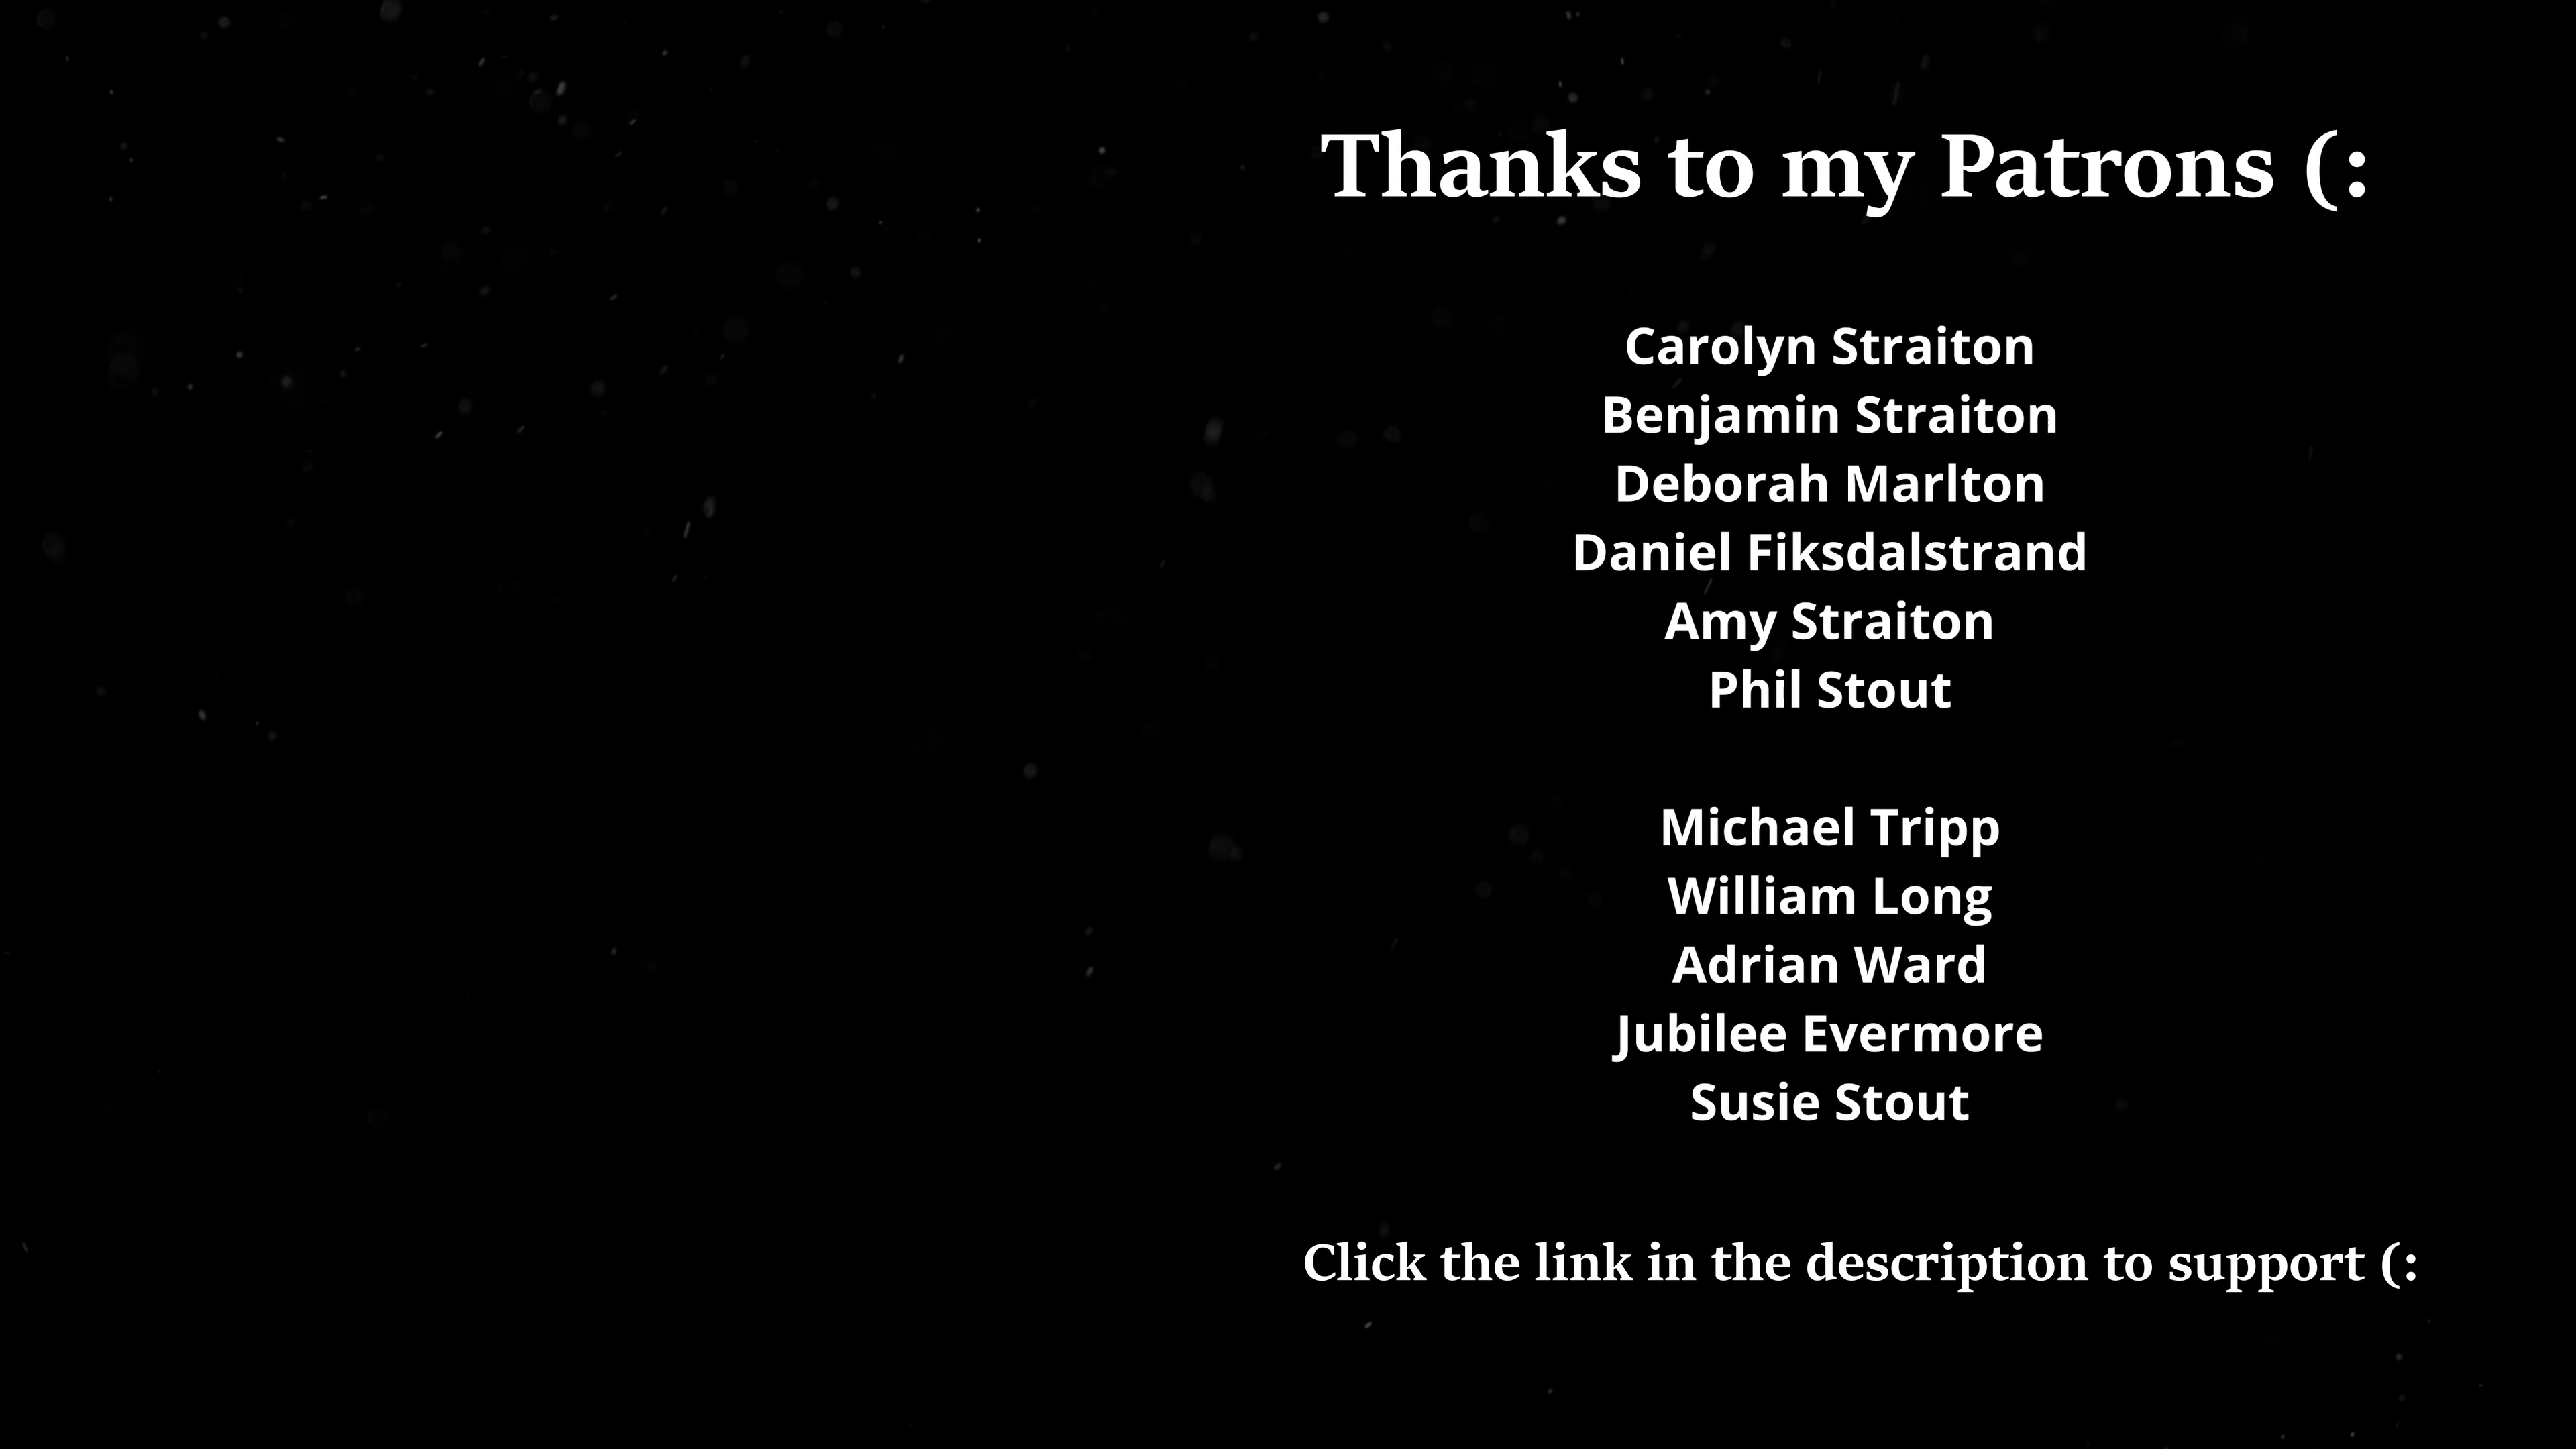 Thanks to my Patrons (:
Carolyn Straiton
Benjamin Straiton
Deborah Marlton
Daniel Fiksdalstrand
Amy Straiton
Phil Stout
Michael Tripp
William Long
Adrian Ward
Jubilee Evermore
Susie Stout
Click the link in the description to support (: